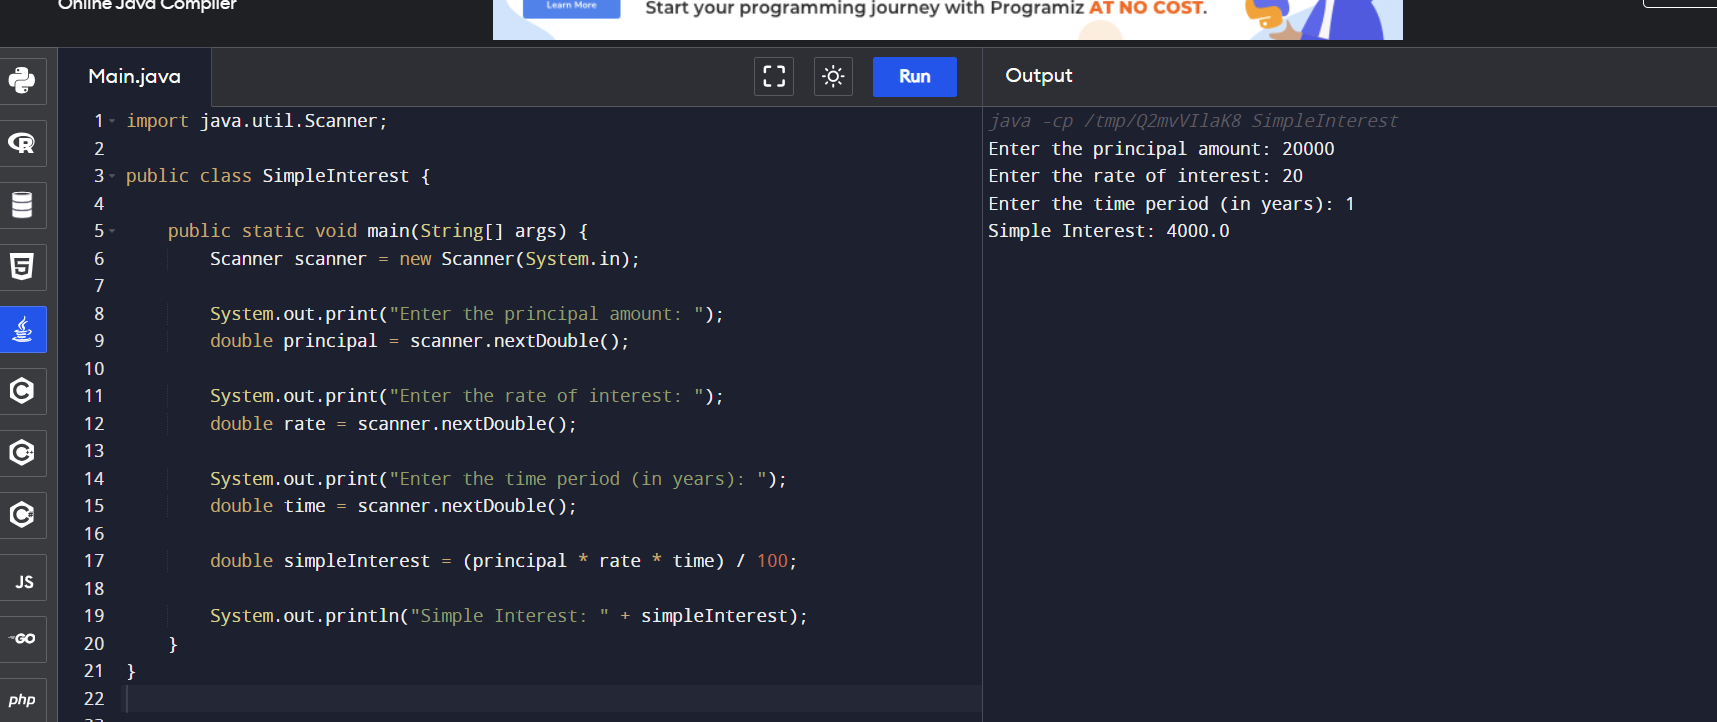 Online Java Compiler
Learn More
Start your programming journey with Programiz AT NO COST.
Main.java
Run
Output
1 import java.util.Scanner;
2
3 public class SimpleInterest {
4
5 public static void main(String[] args) {
6 Scanner scanner = new Scanner(System.in);
7
8 System.out.print("Enter the principal amount: ");
9 double principal = scanner.nextDouble();
10
11 System.out.print("Enter the rate of interest: ");
12 double rate = scanner.nextDouble();
13
14 System.out.print("Enter the time period (in years): ");
15 double time = scanner.nextDouble();
16
17 double simpleInterest = (principal * rate * time) / 100;
18
19 System.out.println("Simple Interest: " + simpleInterest);
20 }
21 }
22
java -cp /tmp/Q2mvVIlaK8 SimpleInterest
Enter the principal amount: 20000
Enter the rate of interest: 20
Enter the time period (in years): 1
Simple Interest: 4000.0
R
5
C
C++
C#
JS
GO
php